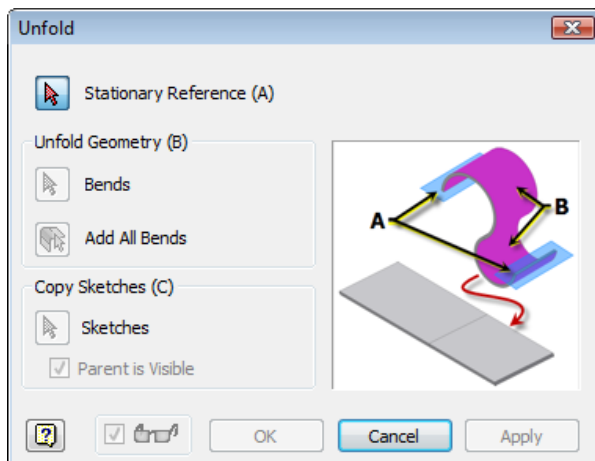 Unfold
Stationary Reference (A)
Unfold Geometry (B)
Bends
Add All Bends
Copy Sketches (C)
Sketches
Parent is Visible
A
B
OK
Cancel
Apply